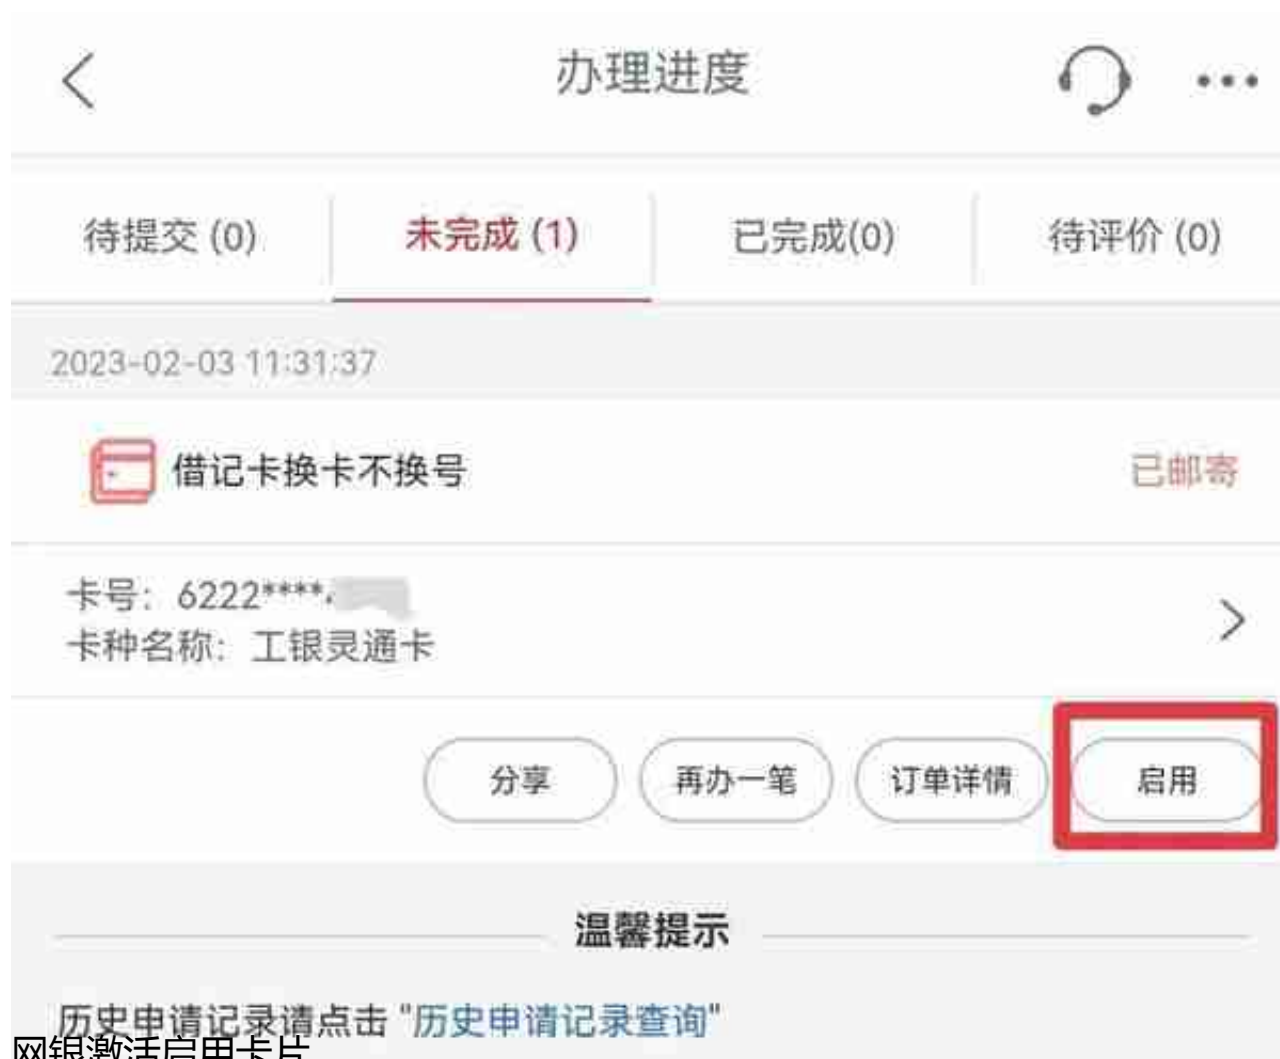 办理进度
待提交 (0)
未完成 (1)
已完成(0)
待评价 (0)
2023-02-03 11:31:37
借记卡换卡不换号
已邮寄
卡号：6222****
卡种名称：工银灵通卡
分享
再办一笔
订单详情
启用
温馨提示
历史申请记录请点击 "历史申请记录查询"
网银激活启用卡片